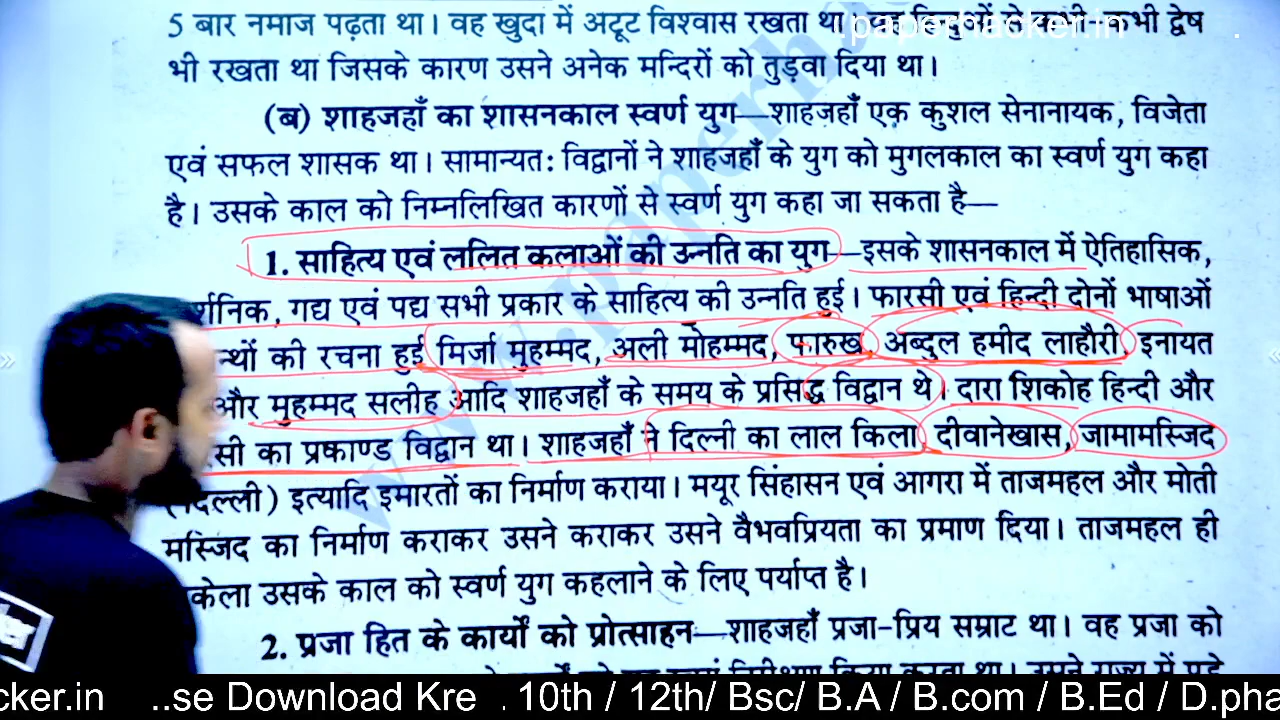 5 बार नमाज पढ़ता था। वह खुदा में अटूट विश्वास रखता था। वह हिन्दुओं से कभी-कभी द्वेष
paperhacker.in
भी रखता था जिसके कारण उसने अनेक मन्दिरों को तुड़वा दिया था।
(ब) शाहजहाँ का शासनकाल स्वर्ण युग—शाहजहाँ एक कुशल सेनानायक, विजेता
एवं सफल शासक था। सामान्यत: विद्वानों ने शाहजहाँ के युग को मुगलकाल का स्वर्ण युग कहा
है। उसके काल को निम्नलिखित कारणों से स्वर्ण युग कहा जा सकता है—
1. साहित्य एवं ललित कलाओं की उन्नति का युग—इसके शासनकाल में ऐतिहासिक,
र्शनिक, गद्य एवं पद्य सभी प्रकार के साहित्य की उन्नति हुई। फारसी एवं हिन्दी दोनों भाषाओं
न्थों की रचना हुई मिर्जा मुहम्मद, अली मोहम्मद, फारुख, अब्दुल हमीद लाहौरी, इनायत
और मुहम्मद सलीह आदि शाहजहाँ के समय के प्रसिद्ध विद्वान थे। दारा शिकोह हिन्दी और
सी का प्रकाण्ड विद्वान था। शाहजहाँ ने दिल्ली का लाल किला, दीवानेखास, जामामस्जिद
(दिल्ली) इत्यादि इमारतों का निर्माण कराया। मयूर सिंहासन एवं आगरा में ताजमहल और मोती
मस्जिद का निर्माण कराकर उसने कराकर उसने वैभवप्रियता का प्रमाण दिया। ताजमहल ही
केला उसके काल को स्वर्ण युग कहलाने के लिए पर्याप्त है।
2. प्रजा हित के कार्यों को प्रोत्साहन—शाहजहाँ प्रजा-प्रिय सम्राट था। वह प्रजा को
cker.in ..se Download Kre . 10th / 12th/ Bsc/ B.A / B.com / B.Ed / D.pha